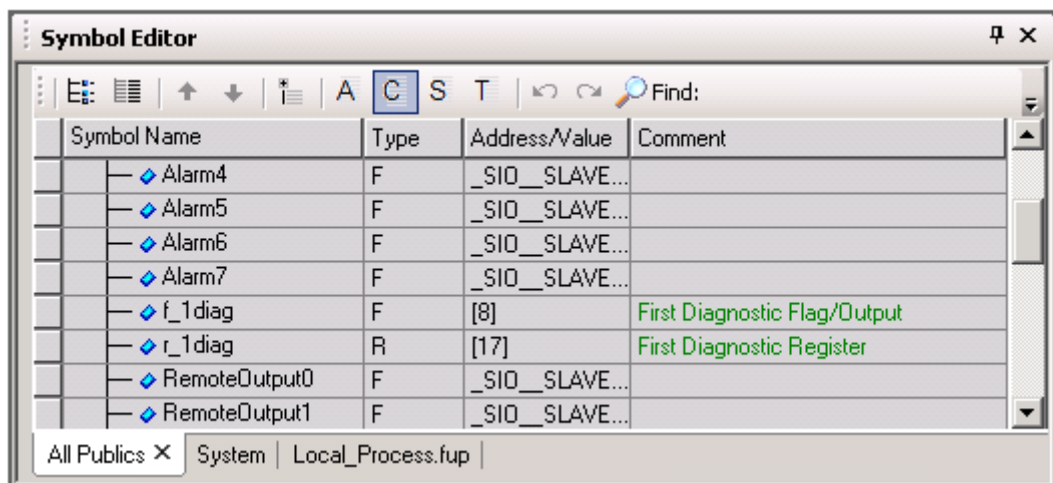 Symbol Editor
A C S T Find:
Symbol Name Type Address/Value Comment
Alarm4 F _SIO__SLAVE...
Alarm5 F _SIO__SLAVE...
Alarm6 F _SIO__SLAVE...
Alarm7 F _SIO__SLAVE...
f_1diag F [8] First Diagnostic Flag/Output
r_1diag R [17] First Diagnostic Register
RemoteOutput0 F _SIO__SLAVE...
RemoteOutput1 F _SIO__SLAVE...
All Publics System Local_Process.fup